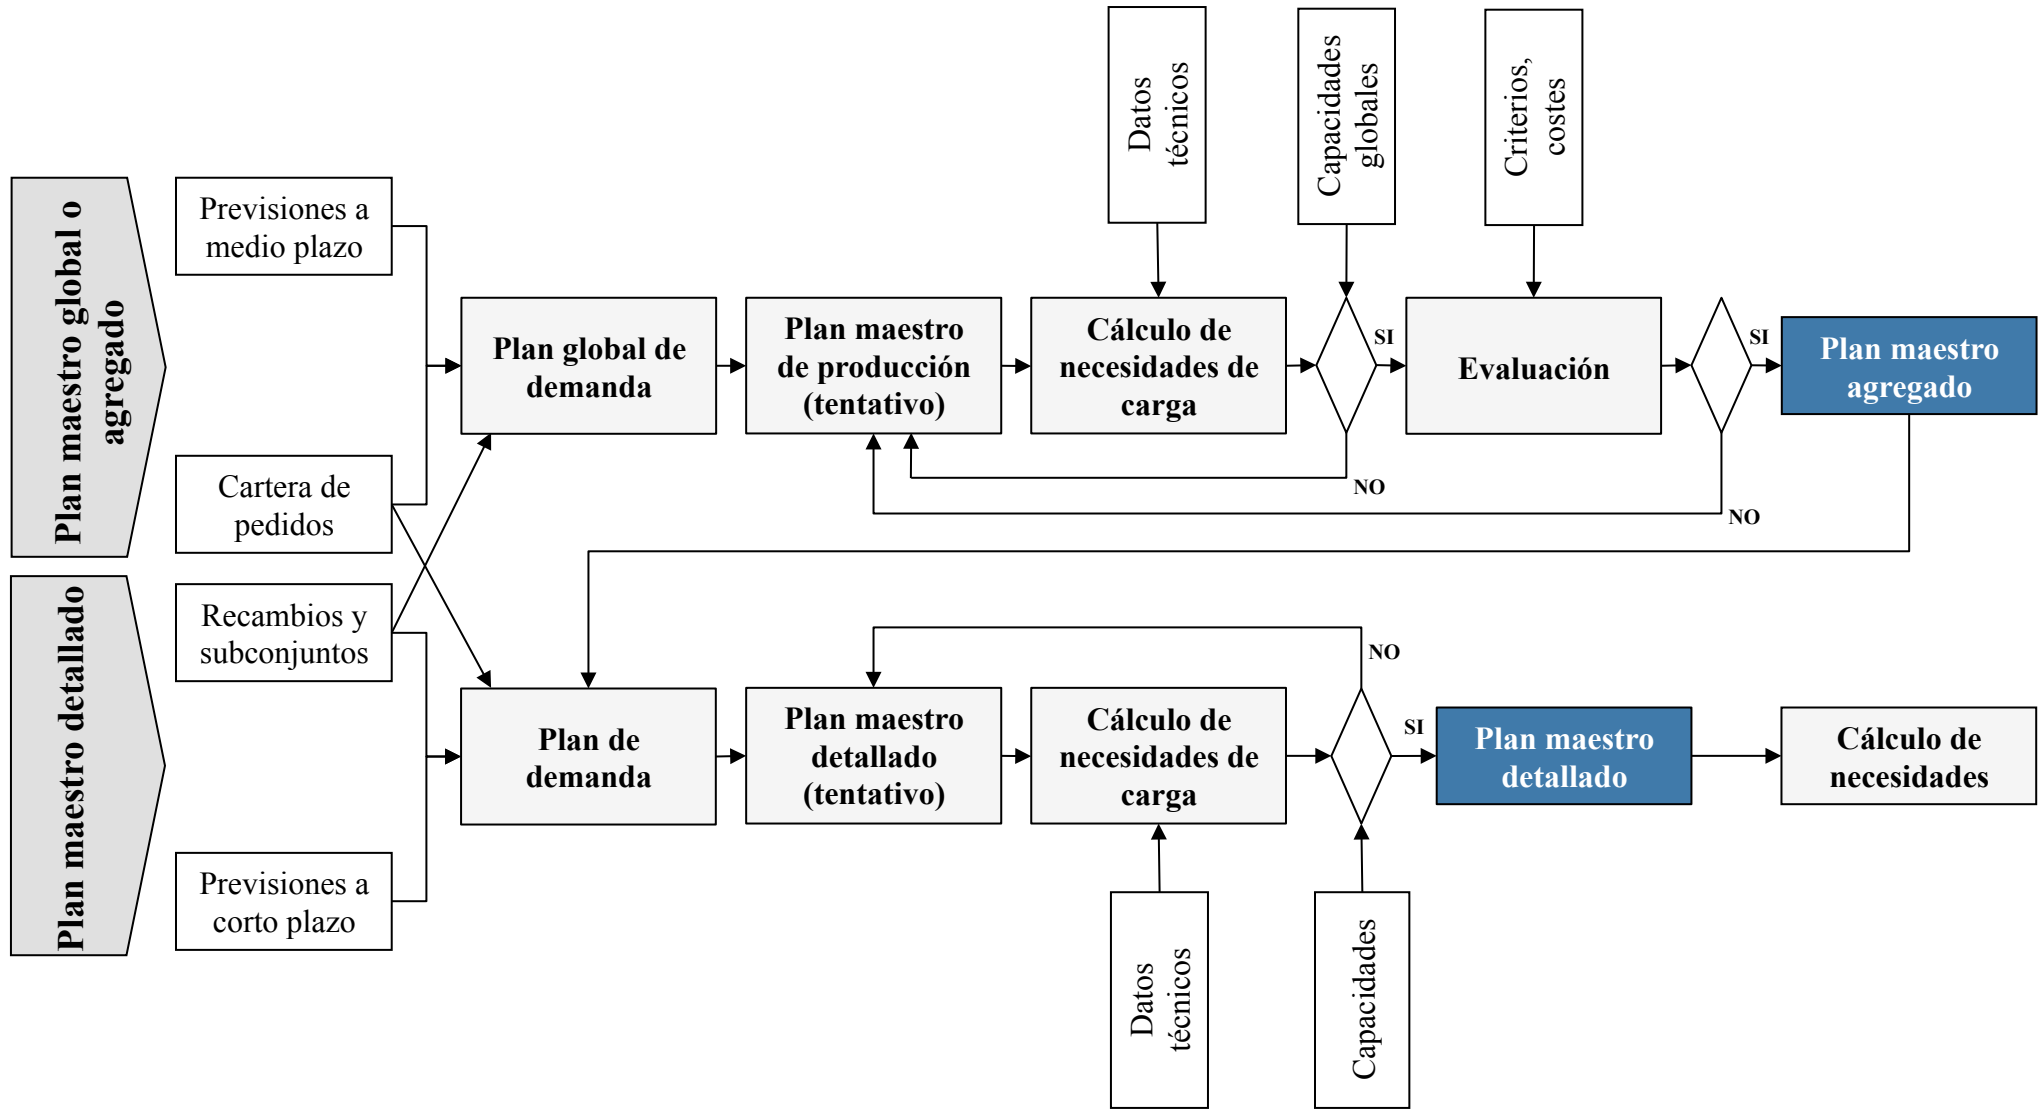 Plan maestro global o
agregado
Previsiones a
medio plazo
Cartera de
pedidos
Plan global de
demanda
Plan maestro
de producción
(tentativo)
Datos
técnicos
Cálculo de
necesidades de
carga
Capacidades
globales
SI
NO
Criterios,
costes
Evaluación
SI
NO
Plan maestro
agregado
Plan maestro detallado
Recambios y
subconjuntos
Previsiones a
corto plazo
Plan de
demanda
Plan maestro
detallado
(tentativo)
Cálculo de
necesidades de
carga
Datos
técnicos
NO
SI
Capacidades
Plan maestro
detallado
Cálculo de
necesidades